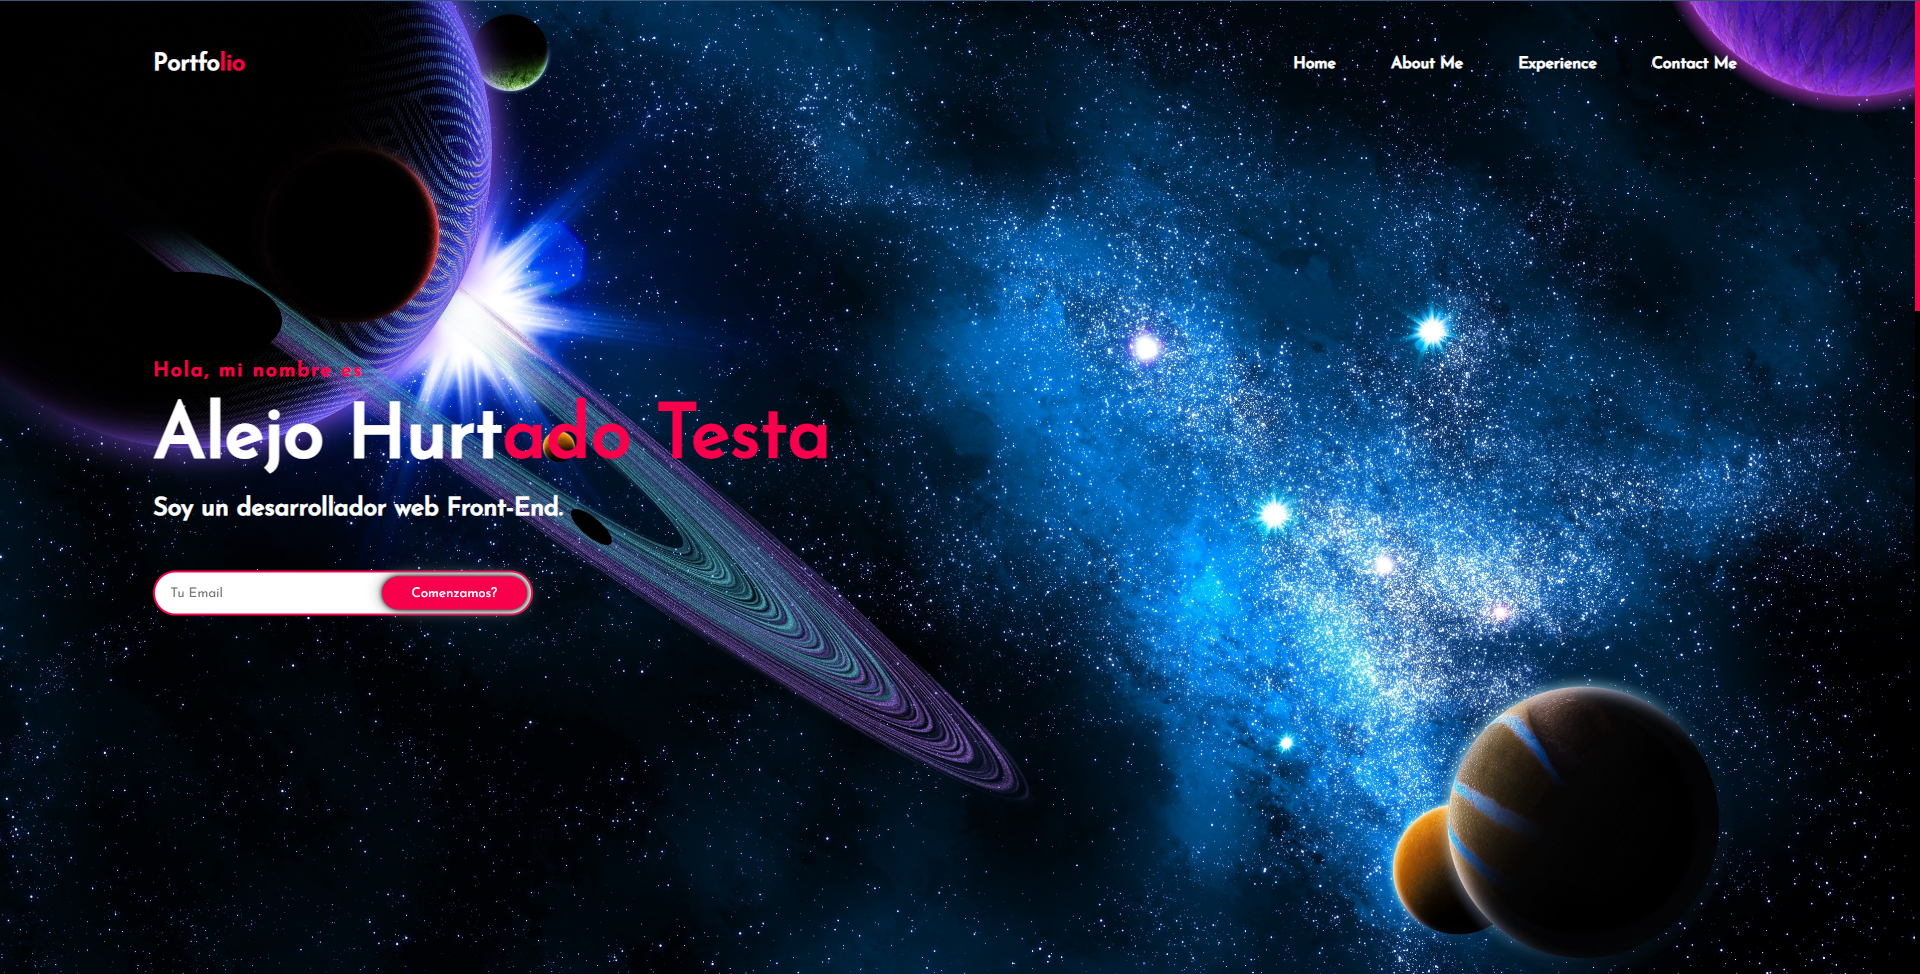 Portfolio
Home About Me Experience Contact Me
Hola, mi nombre es
Alejo Hurtado Testa
Soy un desarrollador web Front-End.
Tu Email Comenzamos?